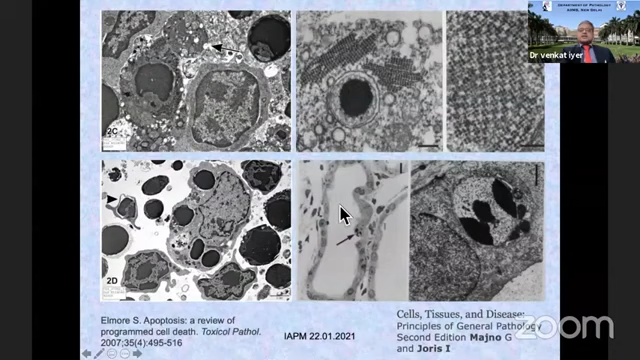 DEPARTMENT OF PATHOLOGY
AIIMS, NEW DELHI
Dr venkat iyer
2C
2D
Elmore S. Apoptosis: a review of
programmed cell death. Toxicol Pathol.
2007;35(4):495-516
IAPM 22.01.2021
Cells, Tissues, and Disease:
Principles of General Pathology
Second Edition Majno G
and Joris I
zoom